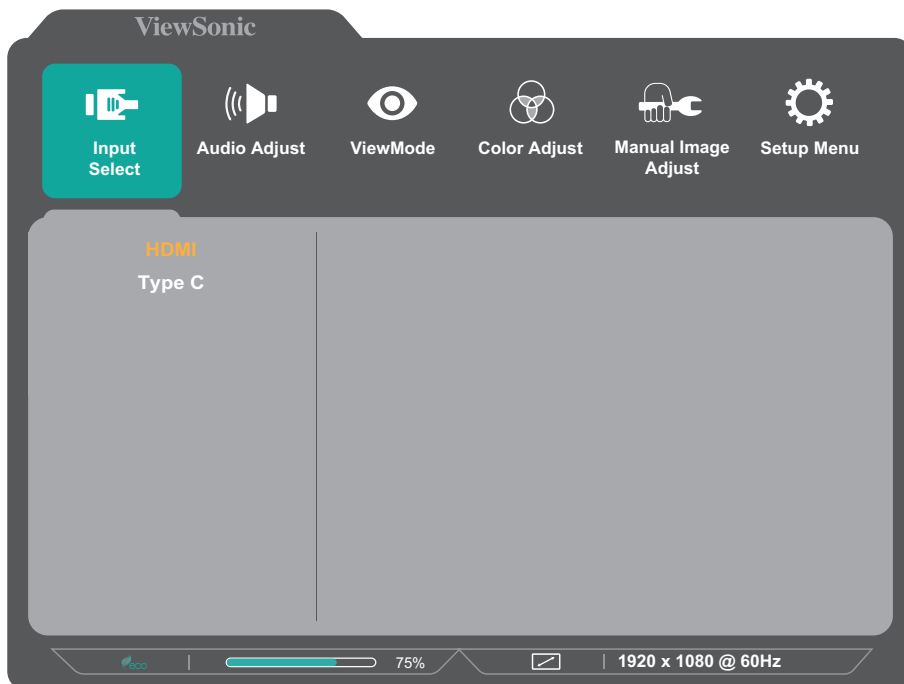 ViewSonic
Input Select
Audio Adjust
ViewMode
Color Adjust
Manual Image Adjust
Setup Menu
HDMI
Type C
eco
75%
1920 x 1080 @ 60Hz